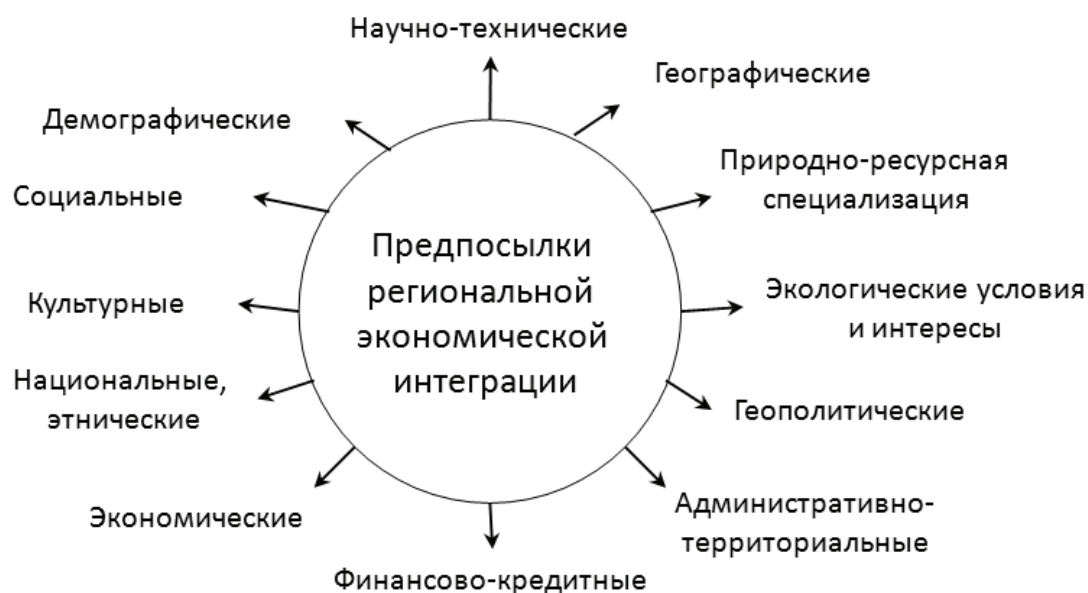 Научно-технические
Географические
Демографические
Природно-ресурсная
специализация
Социальные
Предпосылки
региональной
экономической
интеграции
Культурные
Экологические условия
и интересы
Национальные,
этнические
Геополитические
Экономические
Административно-
территориальные
Финансово-кредитные